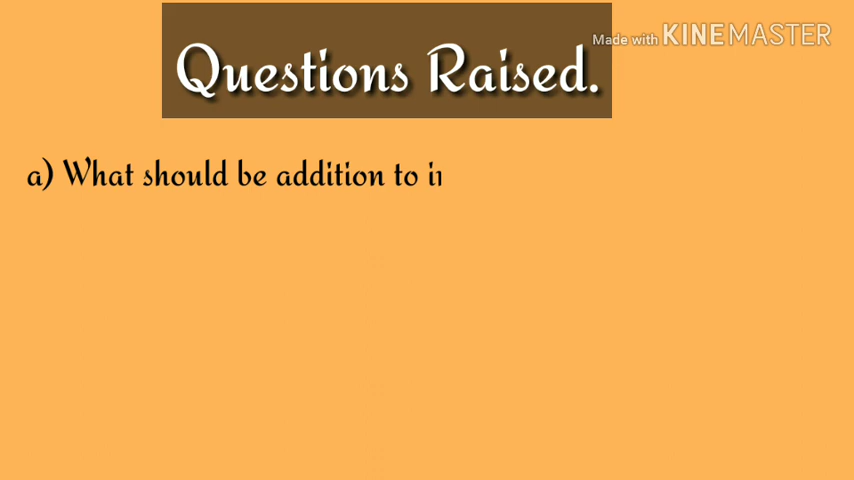 Made with KINEMASTER
Questions Raised.
a) What should be addition to